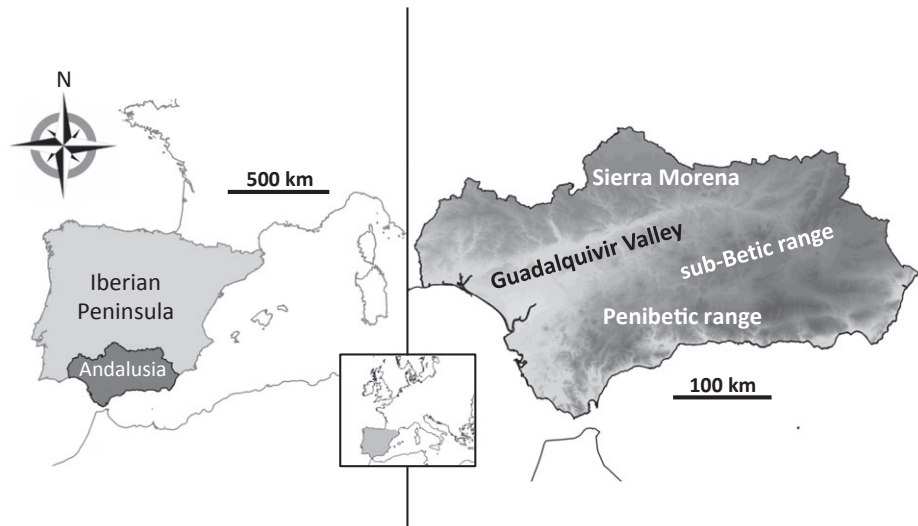 N
500 km
Iberian
Peninsula
Andalusia
Sierra Morena
Guadalquivir Valley
sub-Betic range
Penibetic range
100 km